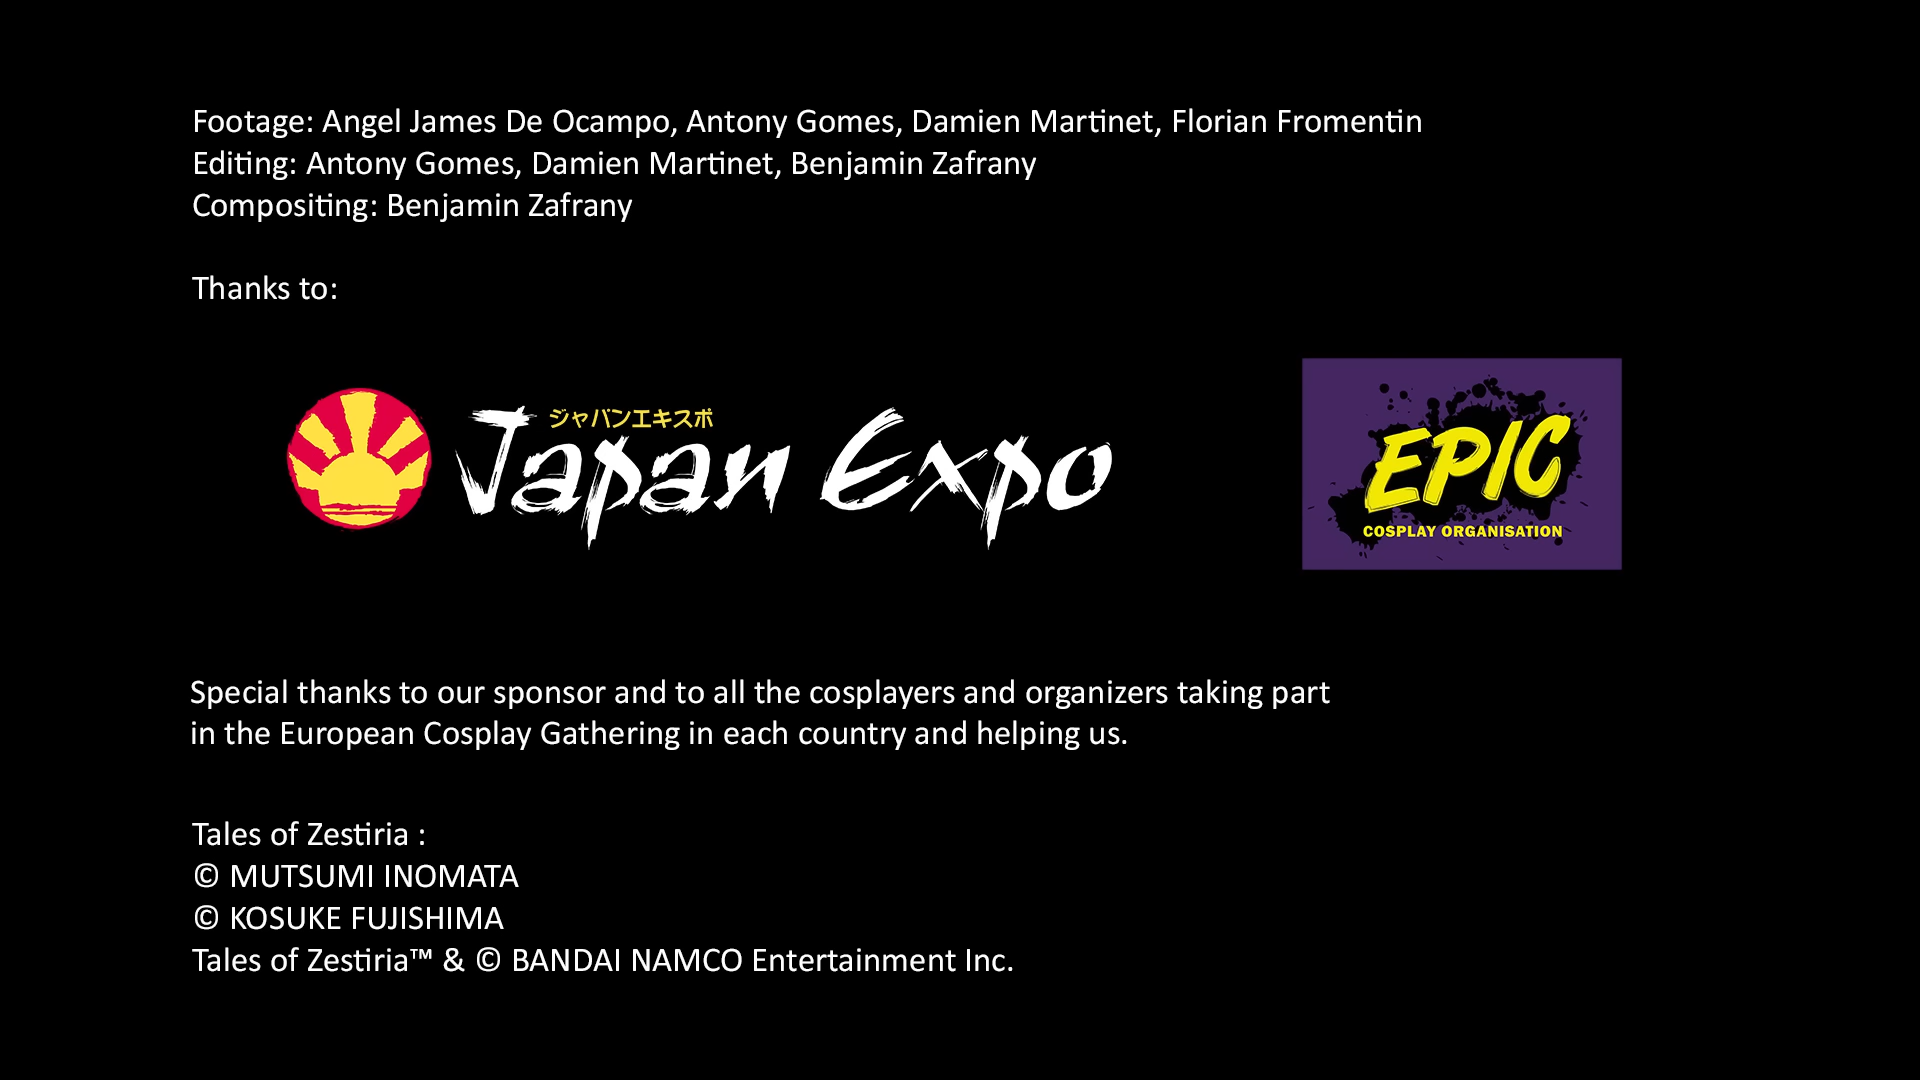 Footage: Angel James De Ocampo, Antony Gomes, Damien Martinet, Florian Fromentin
Editing: Antony Gomes, Damien Martinet, Benjamin Zafrany
Compositing: Benjamin Zafrany
Thanks to:
ジャパンエキスポ
Japan Expo
EPIC
COSPLAY ORGANISATION
Special thanks to our sponsor and to all the cosplayers and organizers taking part
in the European Cosplay Gathering in each country and helping us.
Tales of Zestiria :
© MUTSUMI INOMATA
© KOSUKE FUJISHIMA
Tales of Zestiria™ & © BANDAI NAMCO Entertainment Inc.